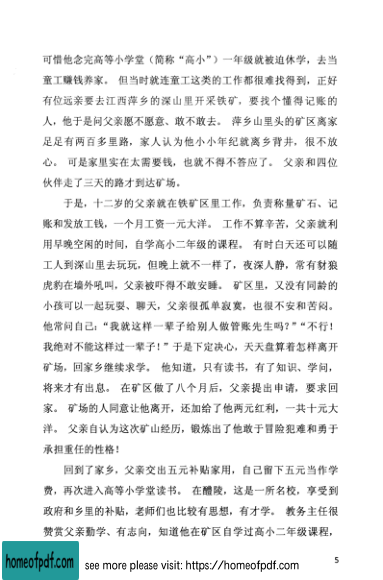 可惜他念完高等小学堂（简称“高小”）一年级就被迫休学，去当
童工赚钱养家。 但当时就连童工这类的工作都很难找得到，正好
有位远亲要去江西萍乡的深山里开采铁矿，要找个懂得记账的
人，他于是问父亲愿不愿意、敢不敢去。 萍乡山里头的矿区离家
足足有两百多里路，家人认为他小小年纪就离乡背井，很不放
心。 可是家里实在太需要钱，也就不得不答应了。 父亲和四位
伙伴走了三天的路才到达矿场。
于是，十二岁的父亲就在铁矿区里工作，负责称量矿石、记
账和发放工钱，一个月工资一元大洋。 工作不算辛苦，父亲就利
用早晚空闲的时间，自学高小二年级的课程。 有时白天还可以随
工人到深山里去玩玩，但晚上就不一样了，夜深人静，常有豺狼
虎豹在墙外吼叫，父亲被吓得不敢安睡。 矿区里，又没有同龄的
小孩可以一起玩耍、聊天，父亲很孤单寂寞，也很不安和苦闷。
他常问自己：“我就这样一辈子给别人做管账先生吗？”“不行！
我绝对不能这样过一辈子！”于是下定决心，天天盘算着怎样离开
矿场，回家乡继续求学。 他知道，只有读书，有了知识、学问，
将来才有出息。 在矿区做了八个月后，父亲提出申请，要求回
家。 矿场的人同意让他离开，还加给了他两元红利，一共十元大
洋。 父亲自认为这次矿山经历，锻炼出了他敢于冒险犯难和勇于
承担重任的性格！
回到了家乡，父亲交出五元补贴家用，自己留下五元当作学
费，再次进入高等小学堂读书。 在醴陵，这是一所名校，享受到
政府和乡里的补贴，老师们也比较有思想，有才学。 教务主任很
赞赏父亲勤学、有志向，知道他在矿区自学过高小二年级课程，
5
homeofpdf.com
see more please visit: https://homeofpdf.com